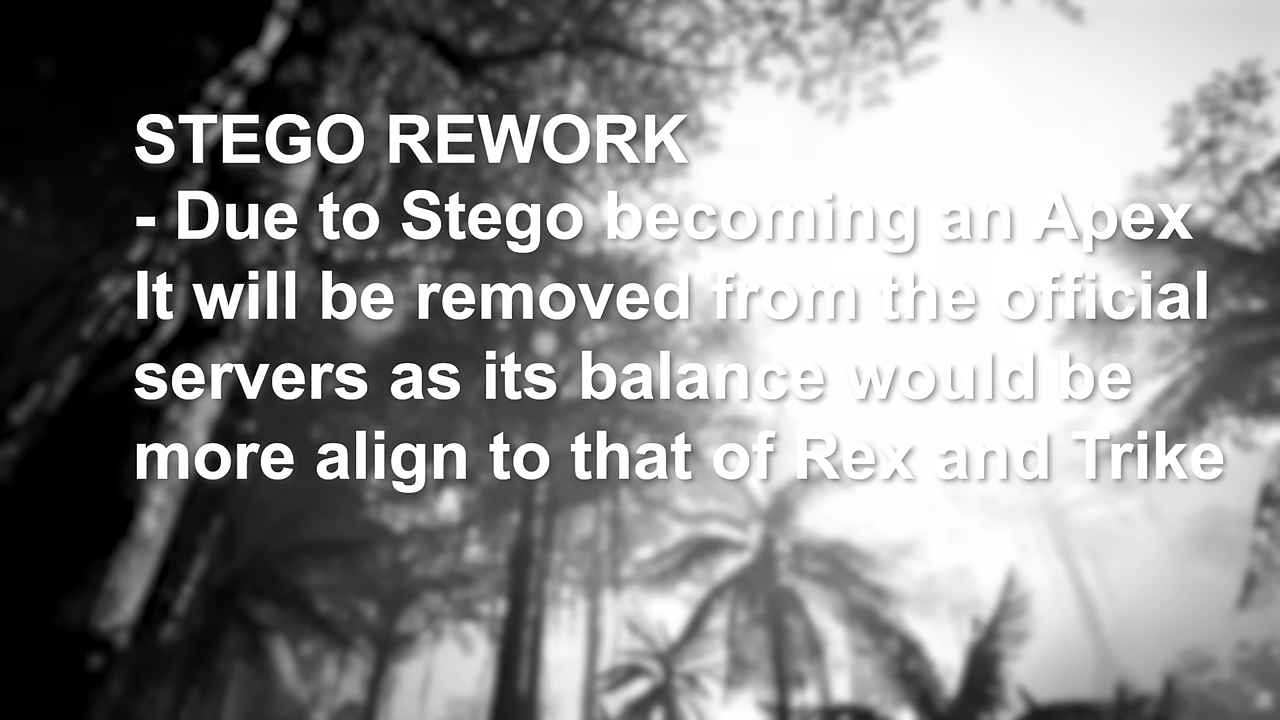 STEGO REWORK
- Due to Stego becoming an Apex
It will be removed from the official
servers as its balance would be
more align to that of Rex and Trike